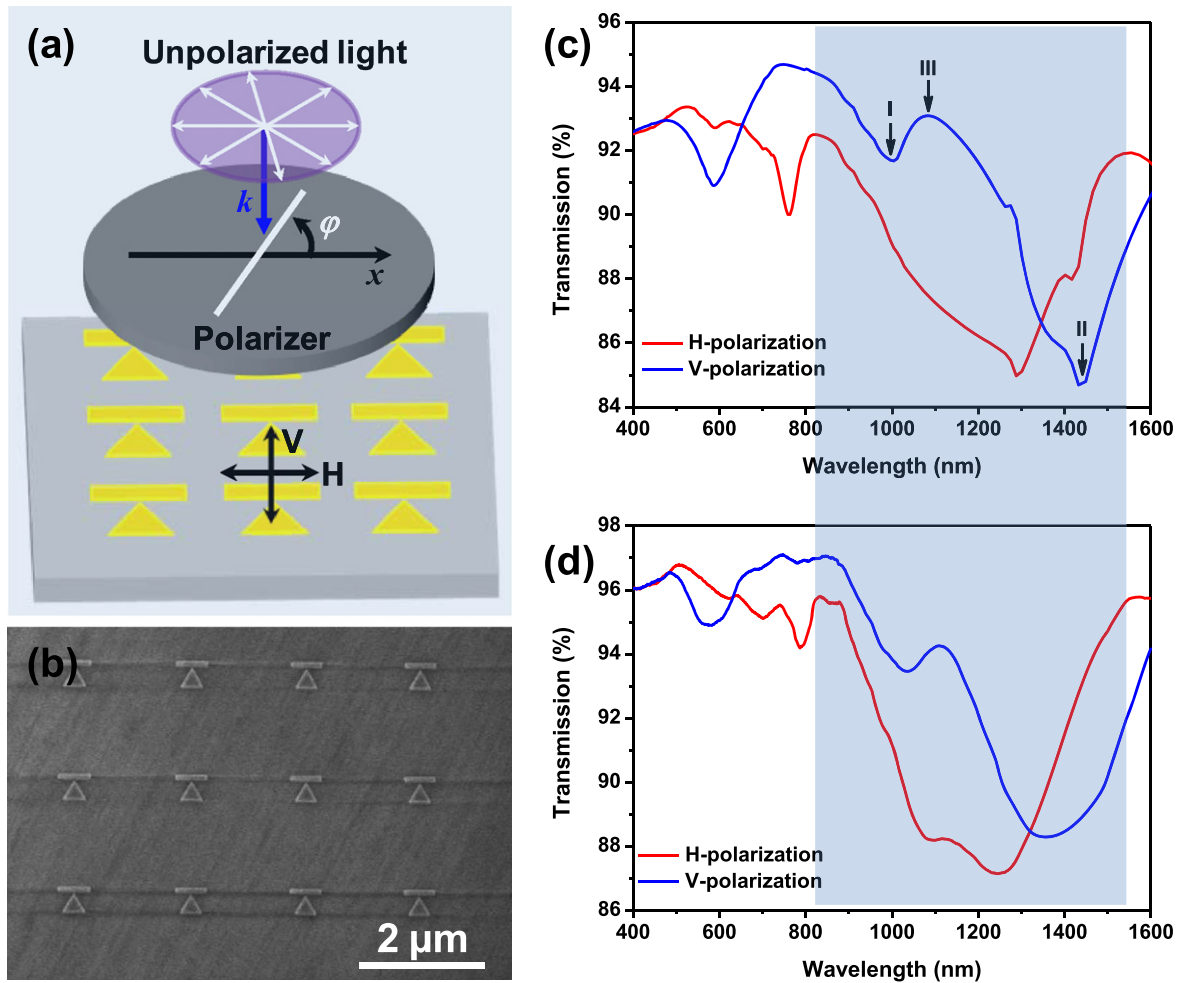 (a)
Unpolarized light
k
φ
x
Polarizer
V
H
(b)
2 μm
(c)
96
94
92
90
88
86
84
Transmission (%)
I
III
II
H-polarization
V-polarization
400 600 800 1000 1200 1400 1600
Wavelength (nm)
(d)
98
96
94
92
90
88
86
Transmission (%)
H-polarization
V-polarization
400 600 800 1000 1200 1400 1600
Wavelength (nm)